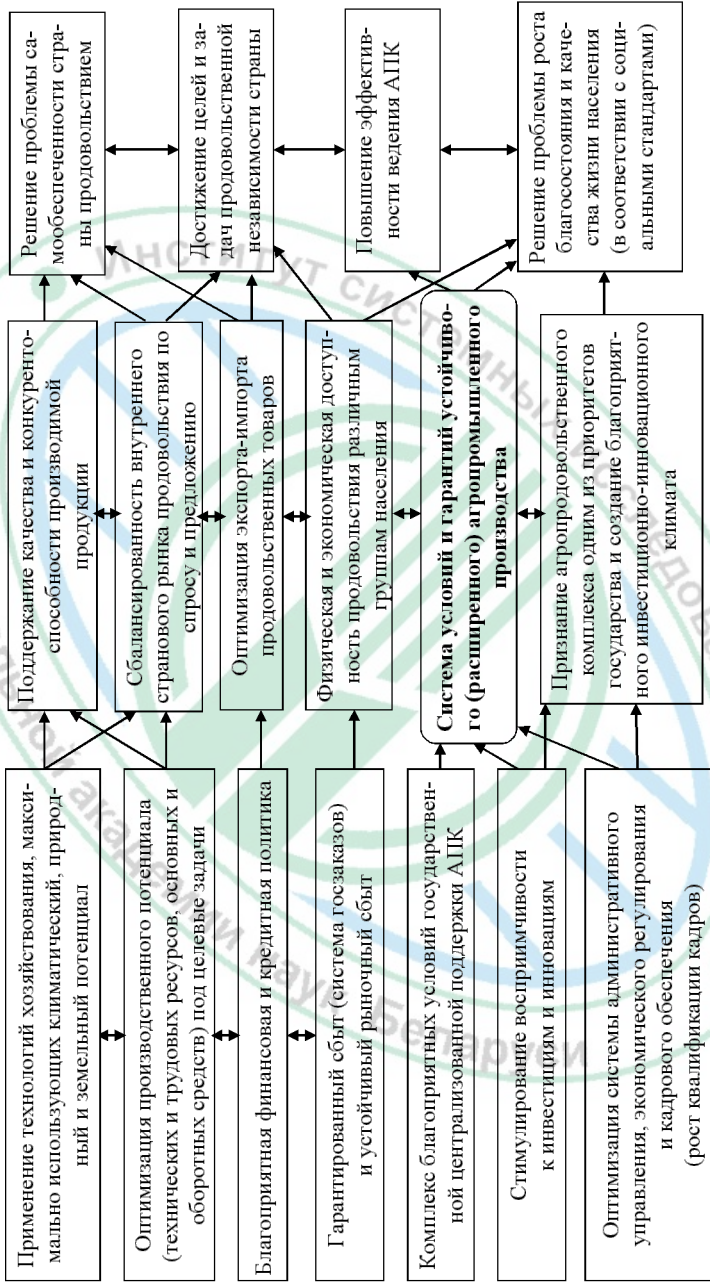 Применение технологий хозяйствования, макси-
мально использующих климатический, природ-
ный и земельный потенциал
Оптимизация производственного потенциала
(технических и трудовых ресурсов, основных и
оборотных средств) под целевые задачи
Благоприятная финансовая и кредитная политика
Гарантированный сбыт (система госзаказов)
и устойчивый рыночный сбыт
Комплекс благоприятных условий государствен-
ной централизованной поддержки АПК
Стимулирование восприимчивости
к инвестициям и инновациям
Оптимизация системы административного
управления, экономического регулирования
и кадрового обеспечения
(рост квалификации кадров)
Поддержание качества и конкуренто-
способности производимой
продукции
Сбалансированность внутреннего
странового рынка продовольствия по
спросу и предложению
Оптимизация экспорта-импорта
продовольственных товаров
Физическая и экономическая доступ-
ность продовольствия различным
группам населения
Система условий и гарантий устойчиво-
го (расширенного) агропромышленного
производства
Признание агропродовольственного
комплекса одним из приоритетов
государства и создание благоприят-
ного инвестиционно-инновационного
климата
Решение проблемы са-
мообеспеченности стра-
ны продовольствием
Достижение целей и за-
дач продовольственной
независимости страны
Повышение эффектив-
ности ведения АПК
Решение проблемы роста
благосостояния и каче-
ства жизни населения
(в соответствии с соци-
альными стандартами)
Институт системных
академии наук Беларуси